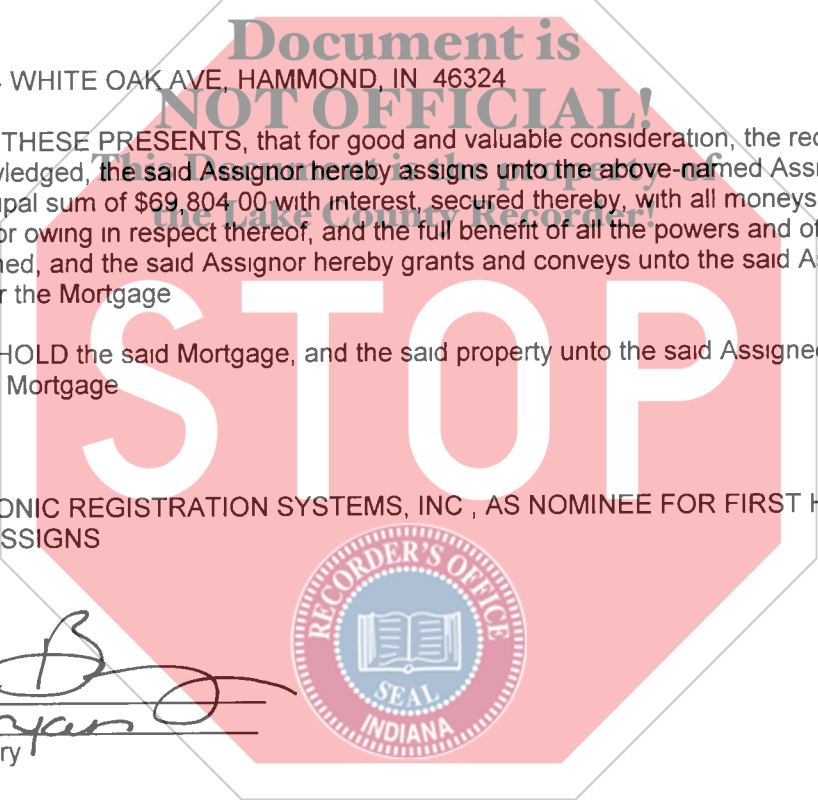 Document is
WHITE OAK AVE, HAMMOND, IN 46324
NOT OFFICIAL!
THESE PRESENTS, that for good and valuable consideration, the rec
ledged, the said Assignor hereby assigns unto the above-named Assi
This Document is the property of
pal sum of $69,804 00 with interest, secured thereby, with all moneys
the Lake County Recorder!
or owing in respect thereof, and the full benefit of all the powers and of
ned, and the said Assignor hereby grants and conveys unto the said As
r the Mortgage
STOP
HOLD the said Mortgage, and the said property unto the said Assignee
Mortgage
ONIC REGISTRATION SYSTEMS, INC , AS NOMINEE FOR FIRST H
SSIGNS
RECORDER'S OFFICE
SEAL
INDIANA
B
ryan
ry